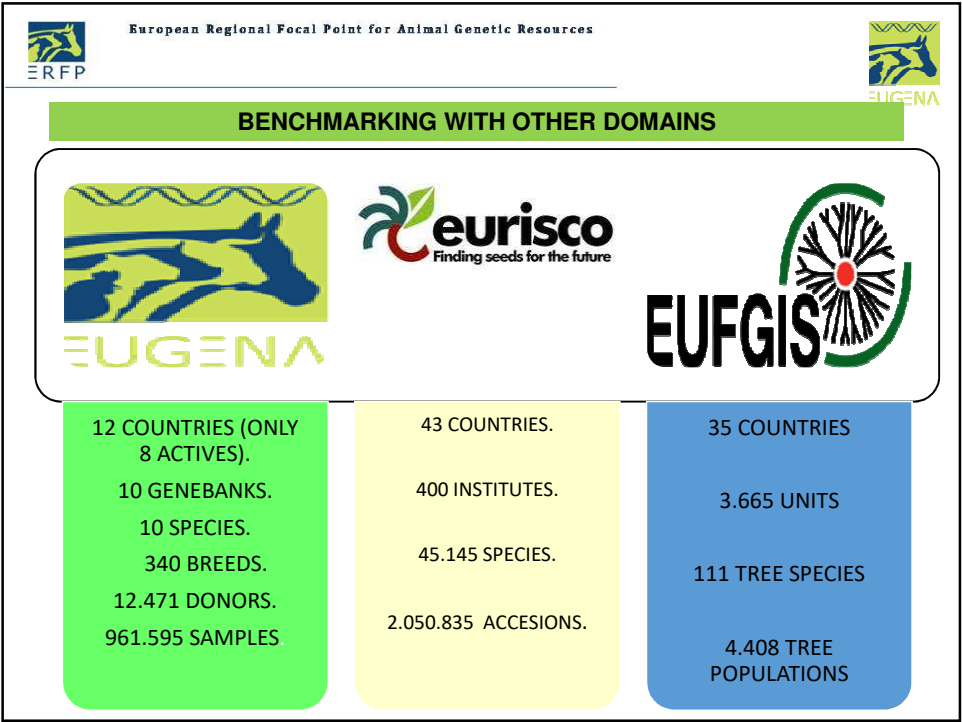 European Regional Focal Point for Animal Genetic Resources
ERFP
EUGENA
BENCHMARKING WITH OTHER DOMAINS
EUGENA
eurisco
Finding seeds for the future
EUFGIS
12 COUNTRIES (ONLY
8 ACTIVES).
10 GENEBANKS.
10 SPECIES.
340 BREEDS.
12.471 DONORS.
961.595 SAMPLES.
43 COUNTRIES.
400 INSTITUTES.
45.145 SPECIES.
2.050.835 ACCESIONS.
35 COUNTRIES
3.665 UNITS
111 TREE SPECIES
4.408 TREE
POPULATIONS